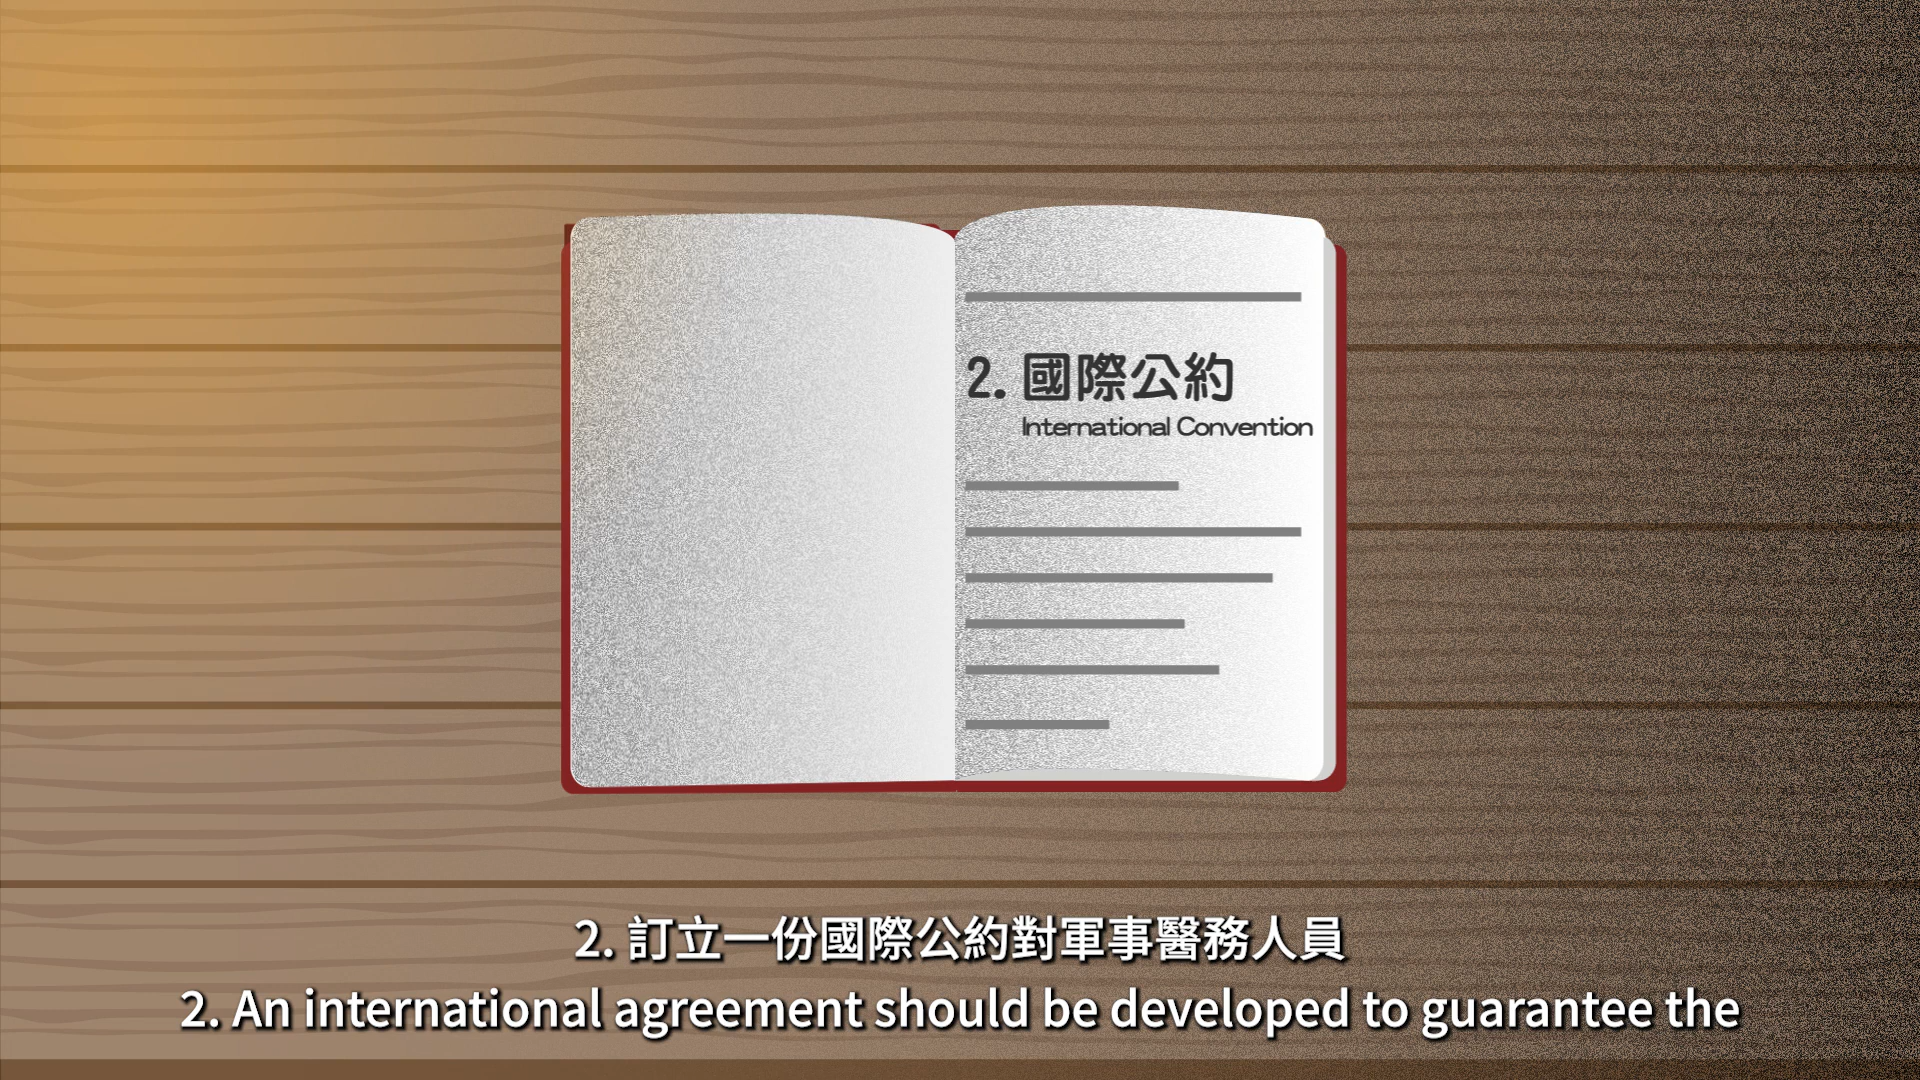 2. 國際公約
International Convention
2. 訂立一份國際公約對軍事醫務人員
2. An international agreement should be developed to guarantee the